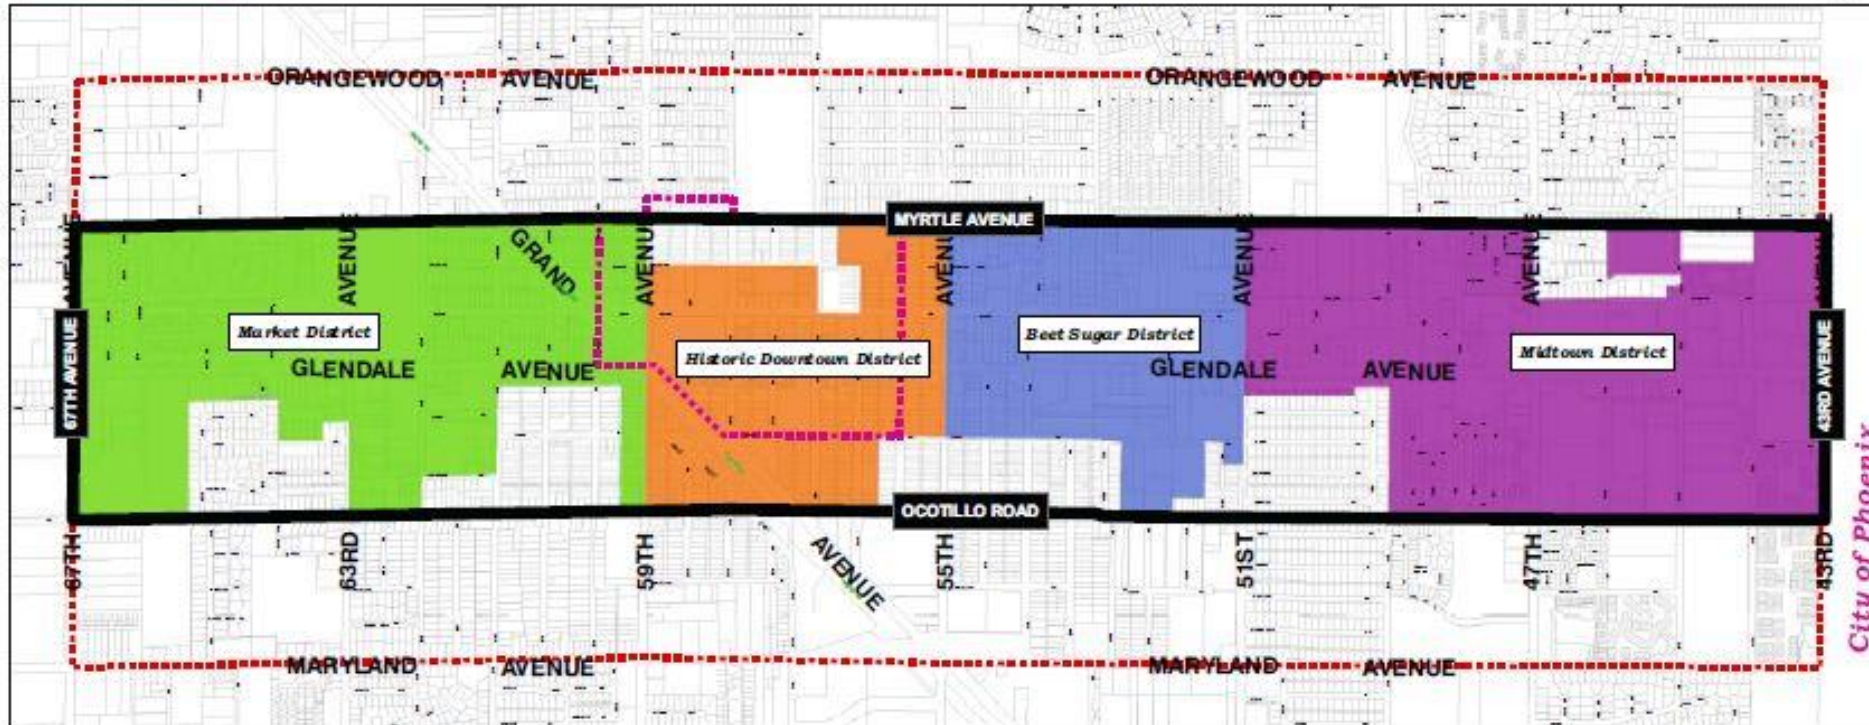 ORANGEWOOD AVENUE ORANGEWOOD AVENUE
MYRTLE AVENUE
AVENUE AVENUE GRAND AVENUE AVENUE AVENUE AVENUE
Market District
Historic Downtown District
Beet Sugar District
Midtown District
67TH AVENUE
43RD AVENUE
GLENDALE AVENUE GLENDALE AVENUE
OCOTILLO ROAD
67TH 63RD 59TH AVENUE 55TH 51ST 47TH 43RD
City of Phoenix
MARYLAND AVENUE MARYLAND AVENUE